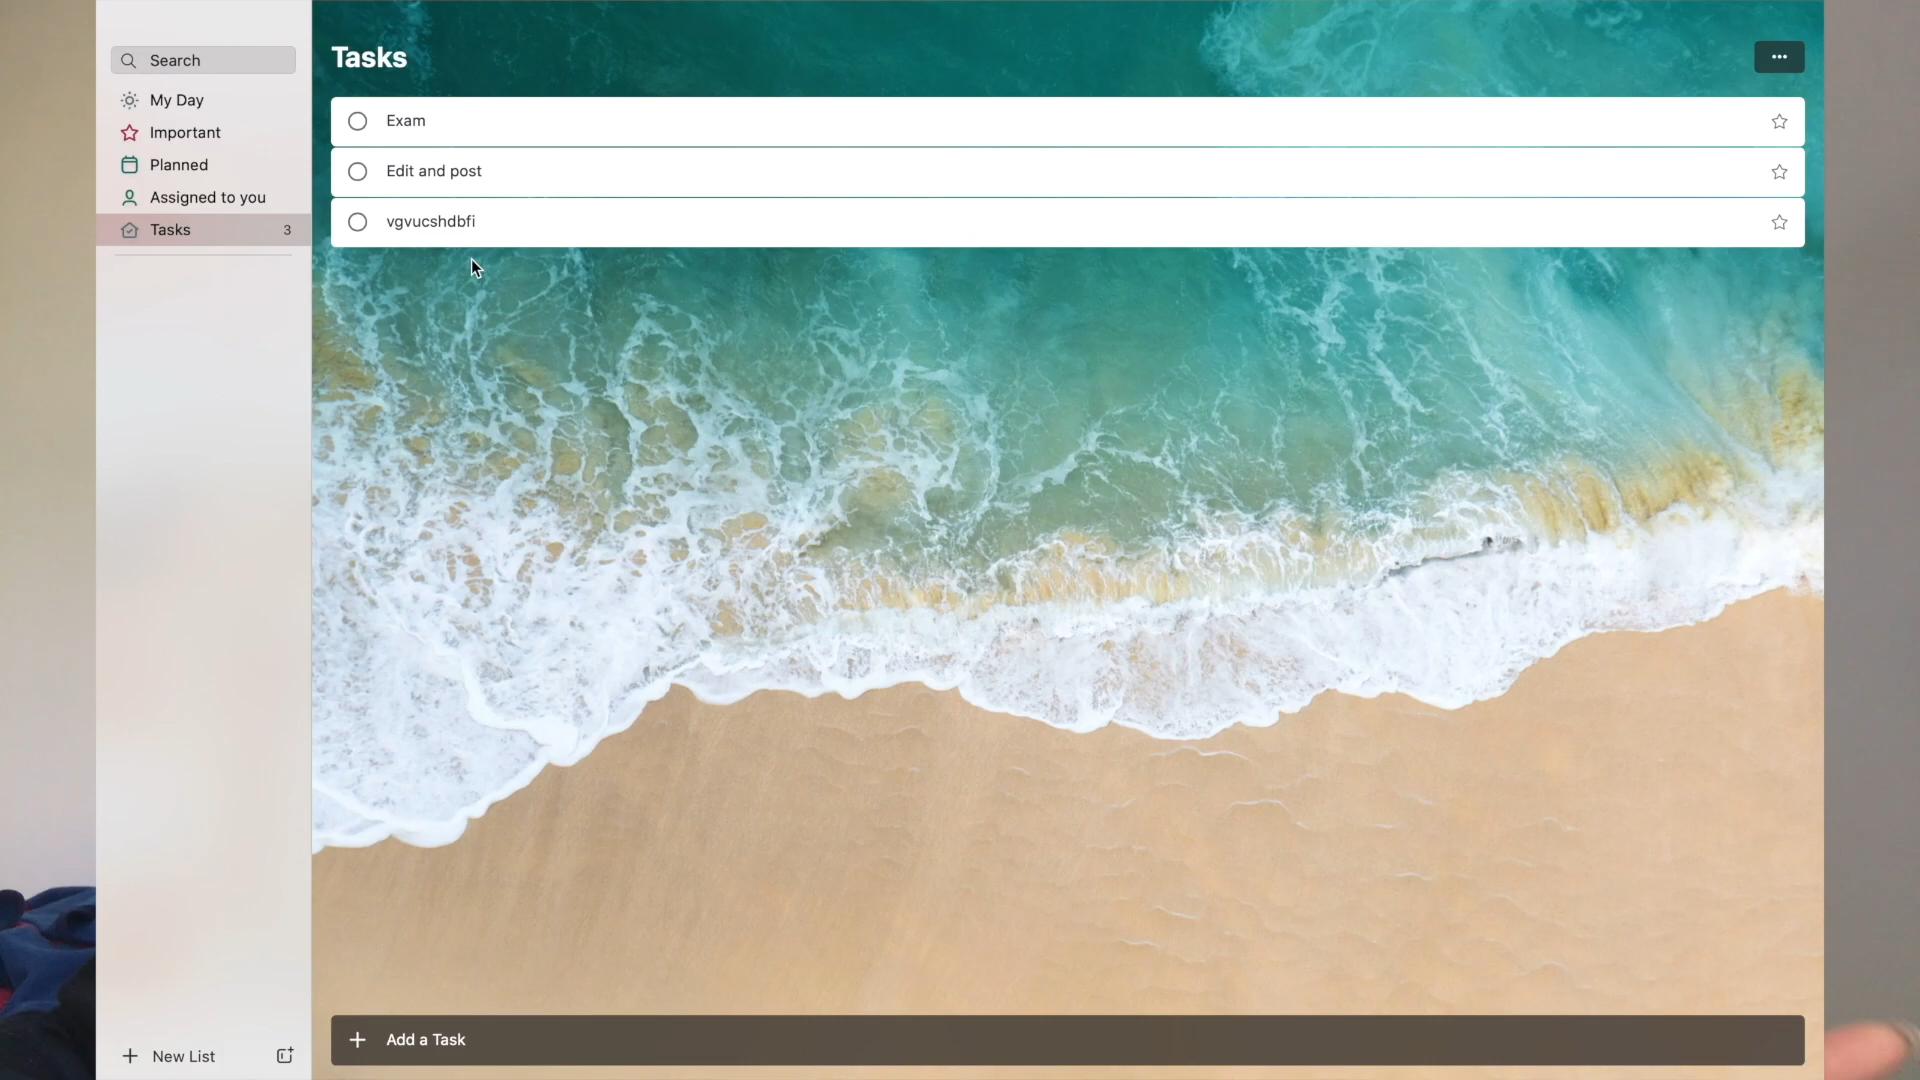 Search
My Day
Important
Planned
Assigned to you
Tasks 3
New List
Tasks
Exam
Edit and post
vgvucshdbfi
Add a Task